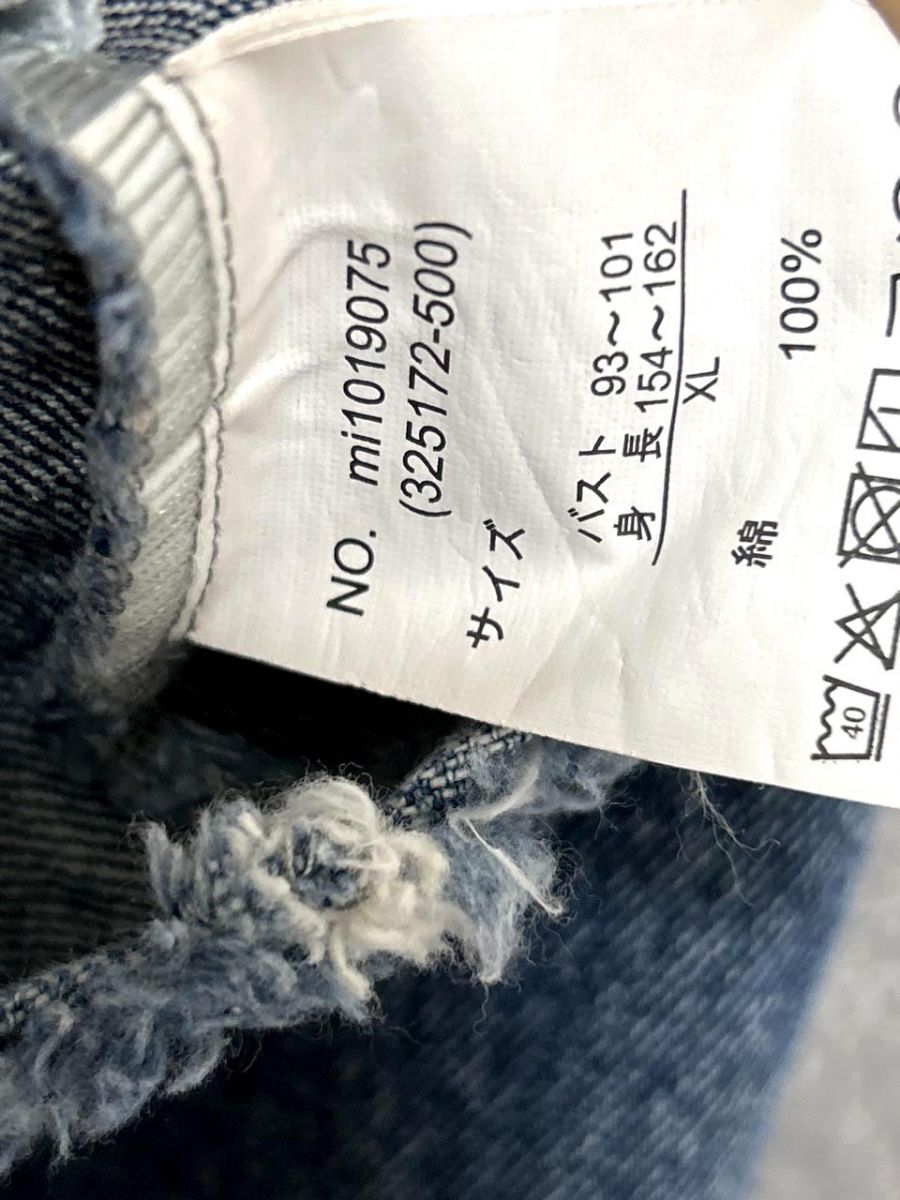 NO. mi1019075
(325172-500)
サイズ
バスト 93～101
身 長 154～162
XL
綿 100%
40